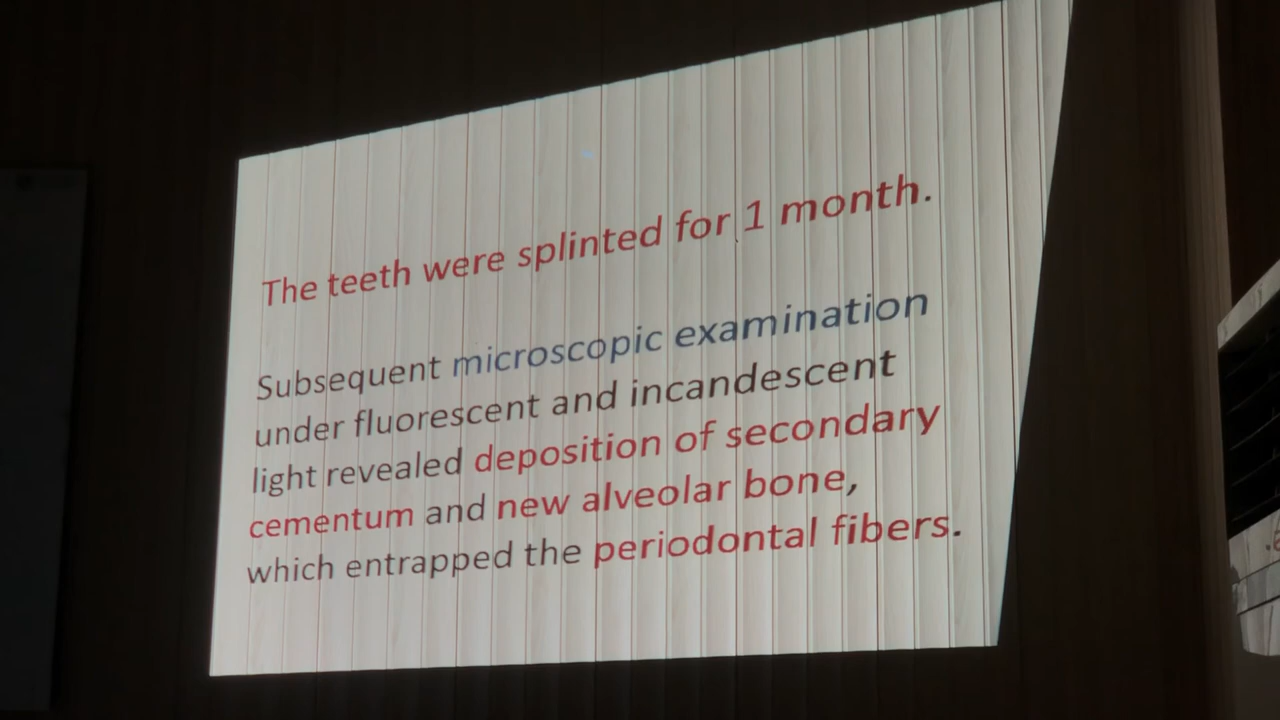 The teeth were splinted for 1 month.
Subsequent microscopic examination
under fluorescent and incandescent
light revealed deposition of secondary
cementum and new alveolar bone,
which entrapped the periodontal fibers.